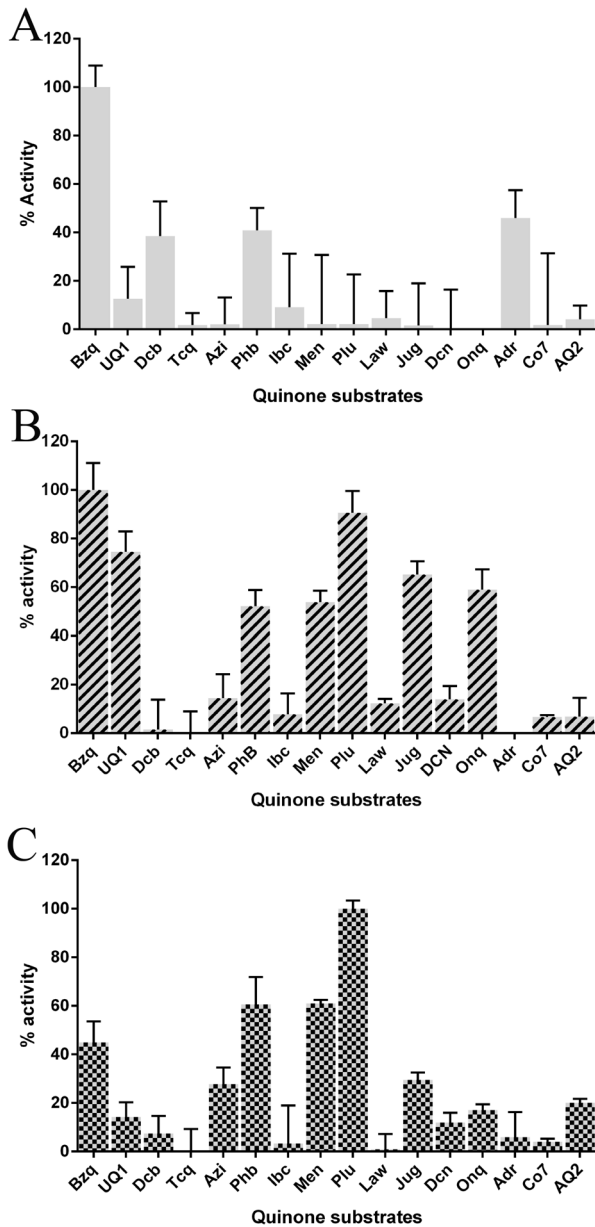 A
% Activity
120
100
80
60
40
20
0
Bzq UQ1 Dcb Tcq Azi Phb Ibc Men Plu Law Jug Dcn Onq Adr Co7 AQ2
Quinone substrates
B
% activity
120
100
80
60
40
20
0
Bzq UQ1 Dcb Tcq Azi PhB Ibc Men Plu Law Jug DCN Onq Adr Co7 AQ2
Quinone substrates
C
% activity
120
100
80
60
40
20
0
Bzq UQ1 Dcb Tcq Azi Phb Ibc Men Plu Law Jug Dcn Onq Adr Co7 AQ2
Quinone substrates